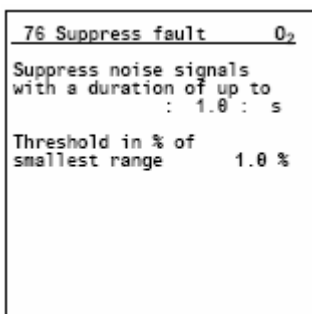 76 Suppress fault O₂
Suppress noise signals
with a duration of up to
: 1.0 : s
Threshold in % of
smallest range 1.0 %